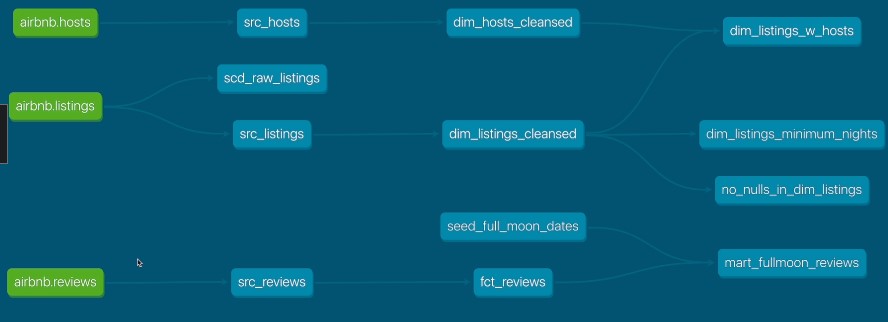 airbnb.hosts
src_hosts
dim_hosts_cleansed
dim_listings_w_hosts
scd_raw_listings
airbnb.listings
src_listings
dim_listings_cleansed
dim_listings_minimum_nights
no_nulls_in_dim_listings
seed_full_moon_dates
mart_fullmoon_reviews
airbnb.reviews
src_reviews
fct_reviews